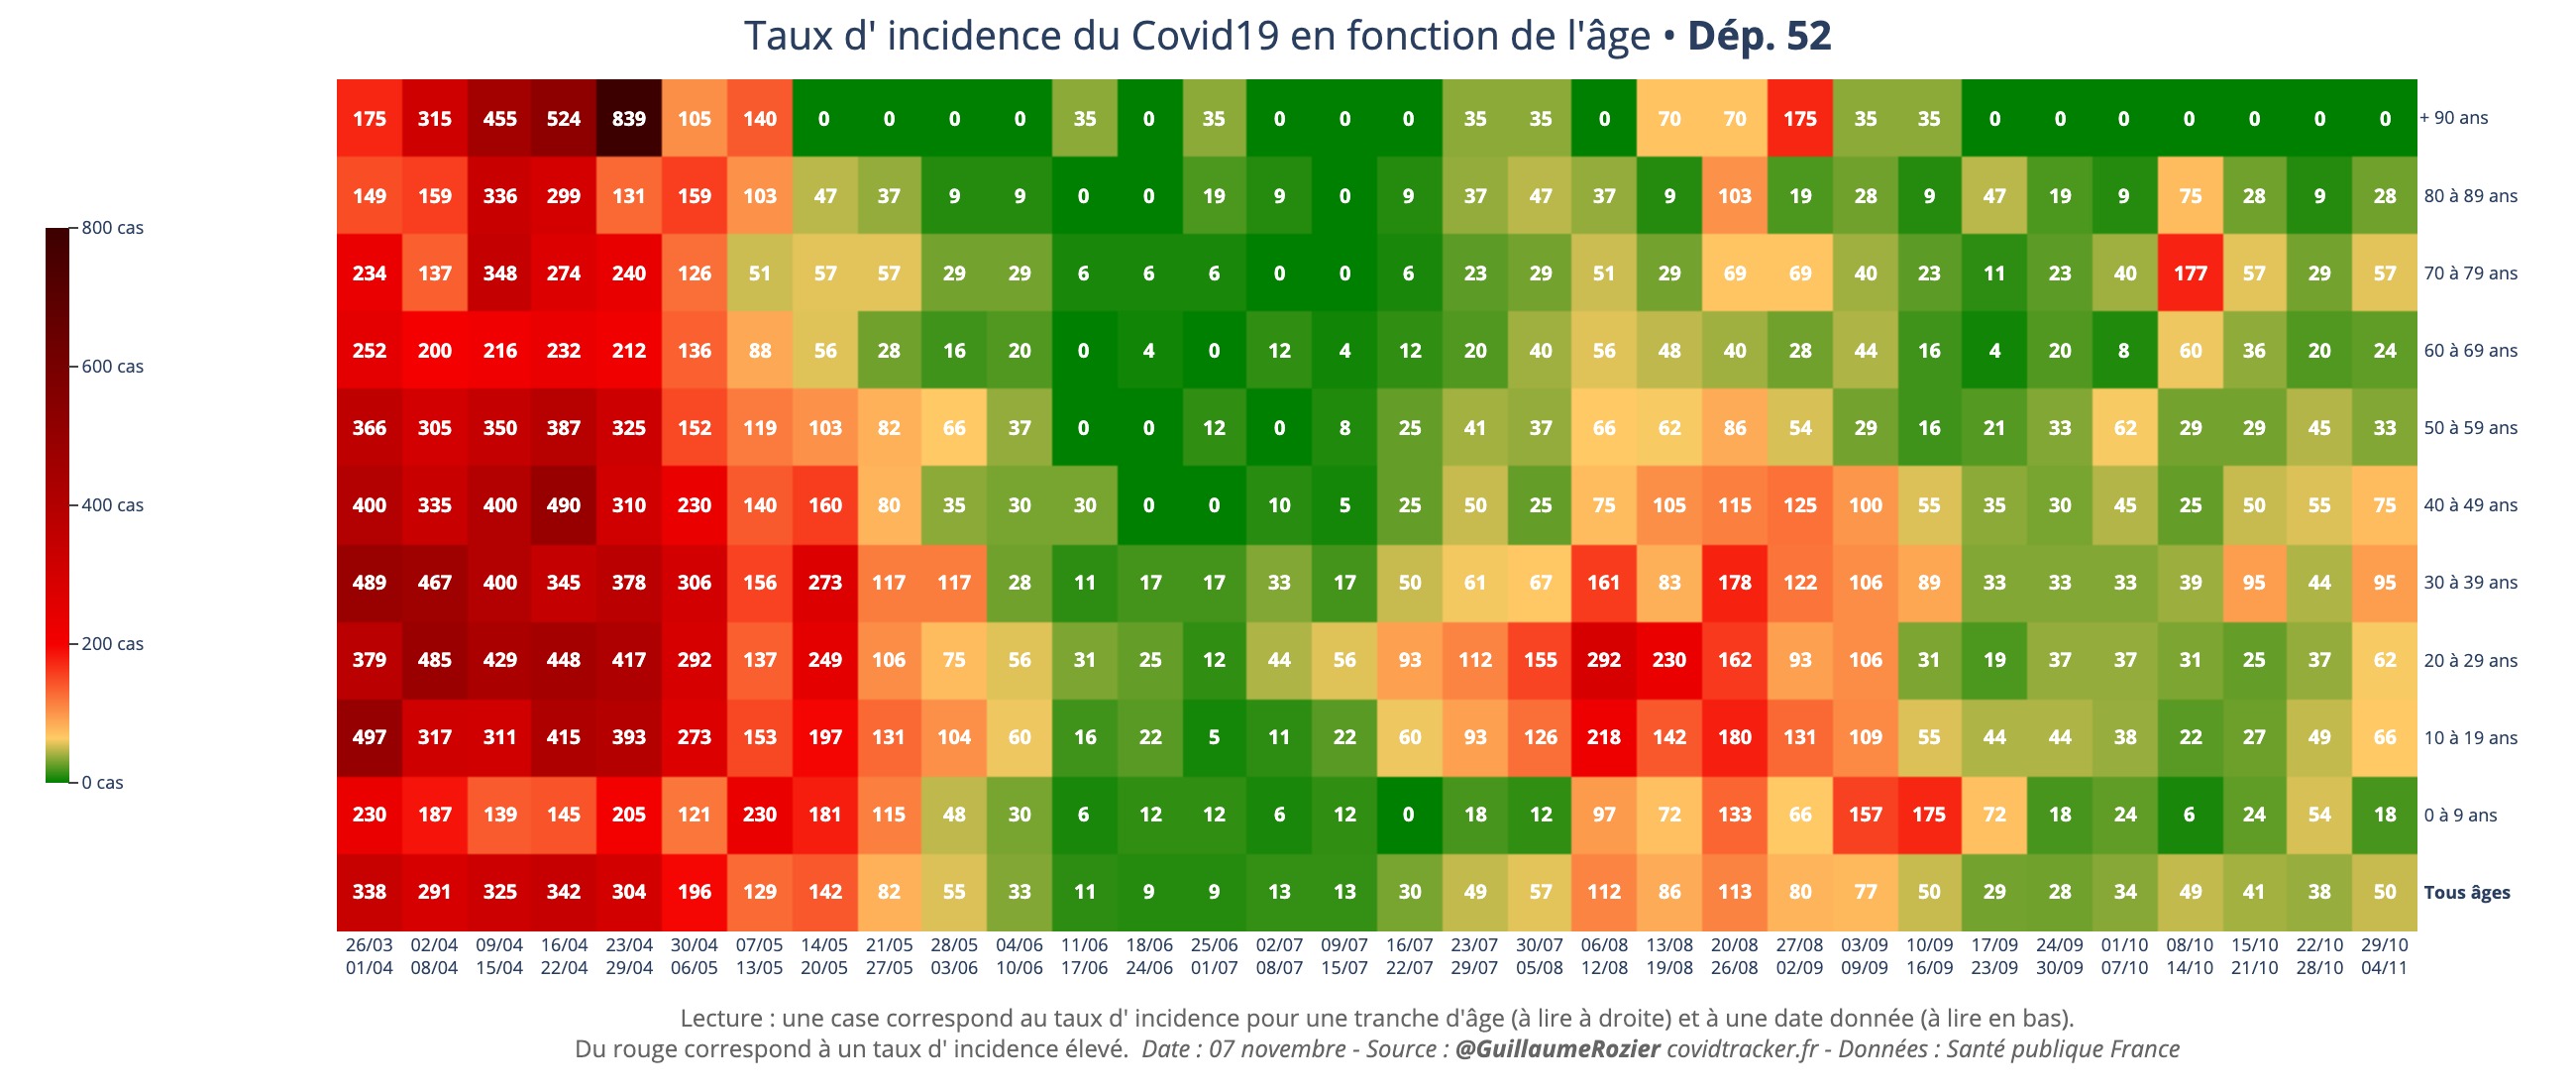 Taux d' incidence du Covid19 en fonction de l'âge • Dép. 52
800 cas
600 cas
400 cas
200 cas
0 cas
175 315 455 524 839 105 140 0 0 0 0 35 0 35 0 0 0 35 35 0 70 70 175 35 35 0 0 0 0 0 0 0 + 90 ans
149 159 336 299 131 159 103 47 37 9 9 0 0 19 9 0 9 37 47 37 9 103 19 28 9 47 19 9 75 28 9 28 80 à 89 ans
234 137 348 274 240 126 51 57 57 29 29 6 6 6 0 0 6 23 29 51 29 69 69 40 23 11 23 40 177 57 29 57 70 à 79 ans
252 200 216 232 212 136 88 56 28 16 20 0 4 0 12 4 12 20 40 56 48 40 28 44 16 4 20 8 60 36 20 24 60 à 69 ans
366 305 350 387 325 152 119 103 82 66 37 0 0 12 0 8 25 41 37 66 62 86 54 29 16 21 33 62 29 29 45 33 50 à 59 ans
400 335 400 490 310 230 140 160 80 35 30 30 0 0 10 5 25 50 25 75 105 115 125 100 55 35 30 45 25 50 55 75 40 à 49 ans
489 467 400 345 378 306 156 273 117 117 28 11 17 17 33 17 50 61 67 161 83 178 122 106 89 33 33 33 39 95 44 95 30 à 39 ans
379 485 429 448 417 292 137 249 106 75 56 31 25 12 44 56 93 112 155 292 230 162 93 106 31 19 37 37 31 25 37 62 20 à 29 ans
497 317 311 415 393 273 153 197 131 104 60 16 22 5 11 22 60 93 126 218 142 180 131 109 55 44 44 38 22 27 49 66 10 à 19 ans
230 187 139 145 205 121 230 181 115 48 30 6 12 12 6 12 0 18 12 97 72 133 66 157 175 72 18 24 6 24 54 18 0 à 9 ans
338 291 325 342 304 196 129 142 82 55 33 11 9 9 13 13 30 49 57 112 86 113 80 77 50 29 28 34 49 41 38 50 Tous âges
26/03 02/04 09/04 16/04 23/04 30/04 07/05 14/05 21/05 28/05 04/06 11/06 18/06 25/06 02/07 09/07 16/07 23/07 30/07 06/08 13/08 20/08 27/08 03/09 10/09 17/09 24/09 01/10 08/10 15/10 22/10 29/10
01/04 08/04 15/04 22/04 29/04 06/05 13/05 20/05 27/05 03/06 10/06 17/06 24/06 01/07 08/07 15/07 22/07 29/07 05/08 12/08 19/08 26/08 02/09 09/09 16/09 23/09 30/09 07/10 14/10 21/10 28/10 04/11
Lecture : une case correspond au taux d' incidence pour une tranche d'âge (à lire à droite) et à une date donnée (à lire en bas).
Du rouge correspond à un taux d' incidence élevé. Date : 07 novembre - Source : @GuillaumeRozier covidtracker.fr - Données : Santé publique France